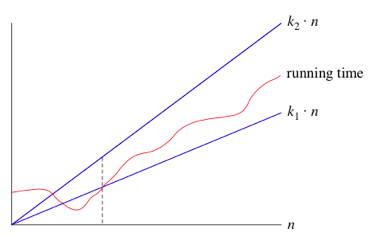 k₂ · n
running time
k₁ · n
n